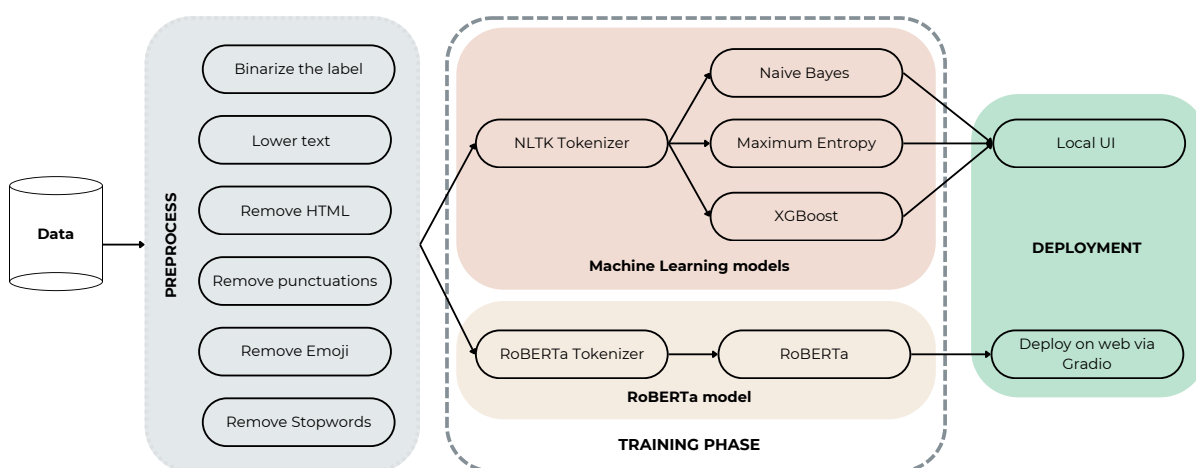 Data
PREPROCESS
Binarize the label
Lower text
Remove HTML
Remove punctuations
Remove Emoji
Remove Stopwords
NLTK Tokenizer
Naive Bayes
Maximum Entropy
XGBoost
Machine Learning models
RoBERTa Tokenizer
RoBERTa
RoBERTa model
TRAINING PHASE
Local UI
DEPLOYMENT
Deploy on web via
Gradio